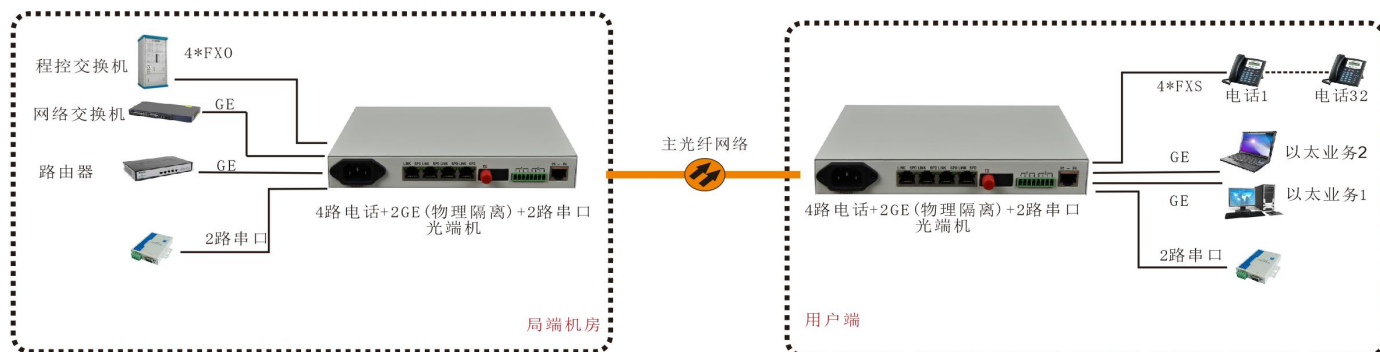 程控交换机
4*FXO
网络交换机
GE
路由器
GE
2路串口
4路电话+2GE(物理隔离)+2路串口
光端机
局端机房
主光纤网络
4*FXS
电话1
电话32
GE
以太业务2
GE
以太业务1
2路串口
4路电话+2GE(物理隔离)+2路串口
光端机
用户端